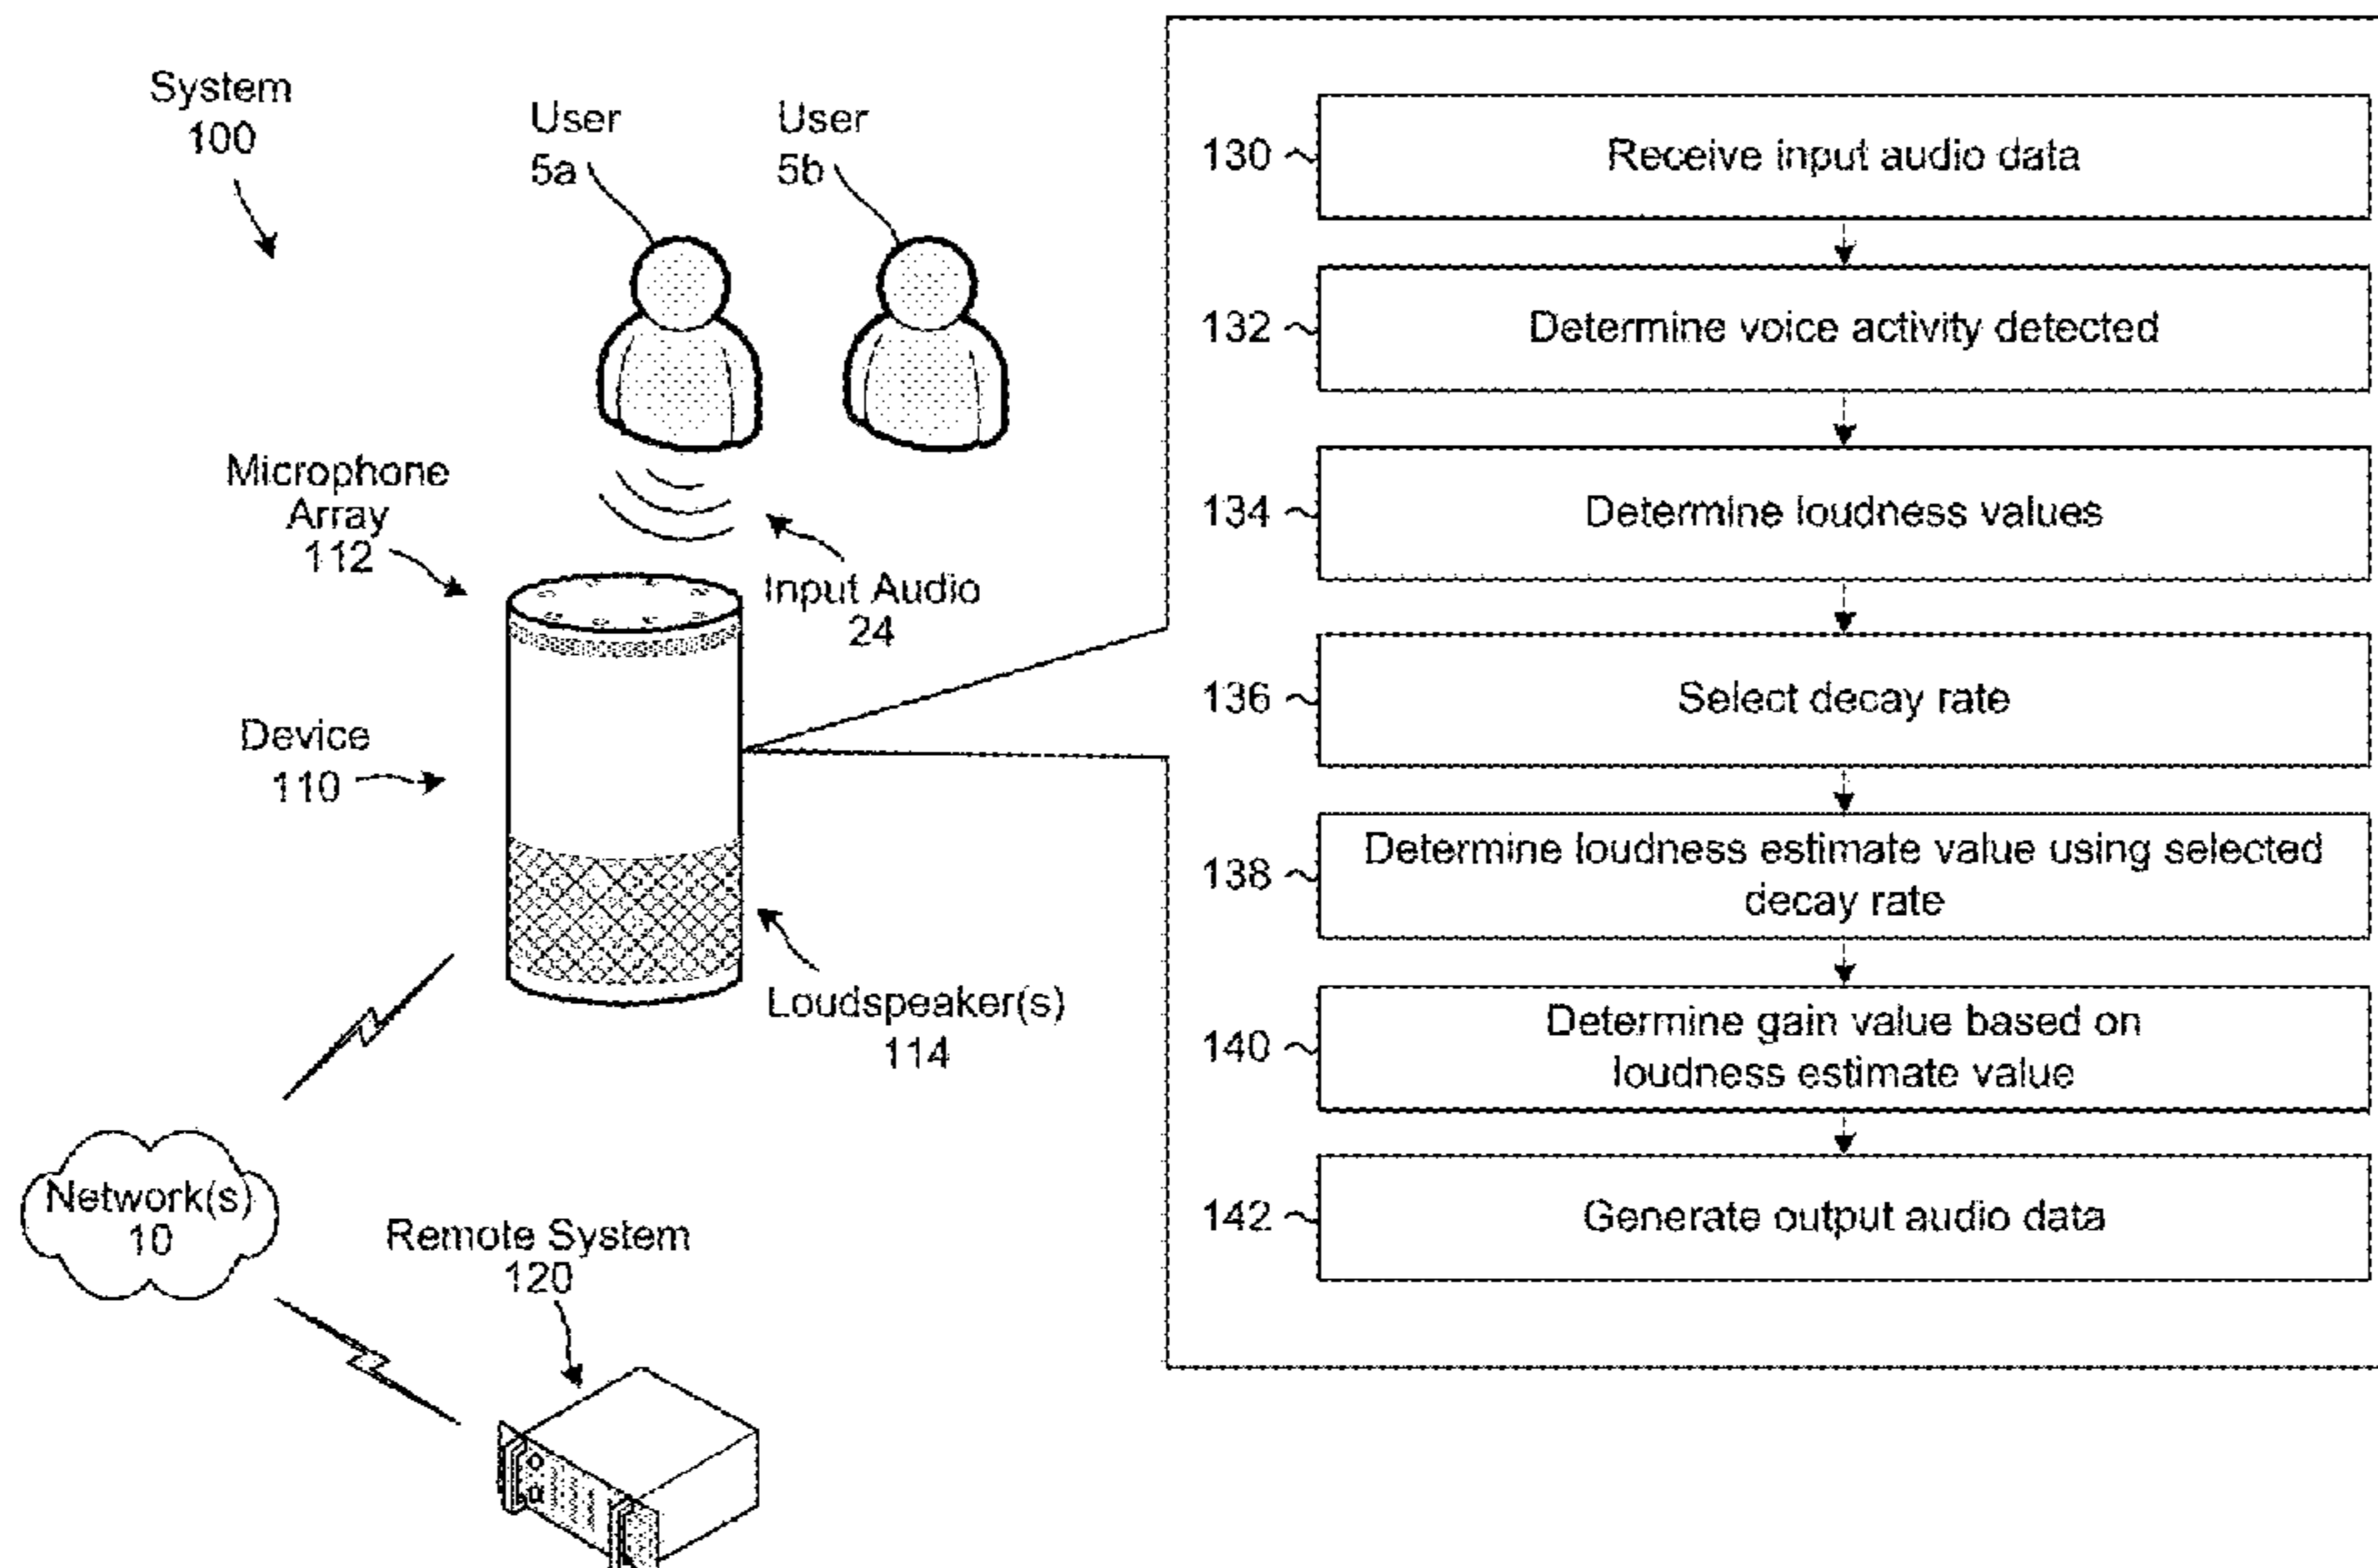 System
100
User
5a
User
5b
Microphone
Array
112
Input Audio
24
Device
110
Loudspeaker(s)
114
Network(s)
10
Remote System
120
130
Receive input audio data
132
Determine voice activity detected
134
Determine loudness values
136
Select decay rate
138
Determine loudness estimate value using selected
decay rate
140
Determine gain value based on
loudness estimate value
142
Generate output audio data